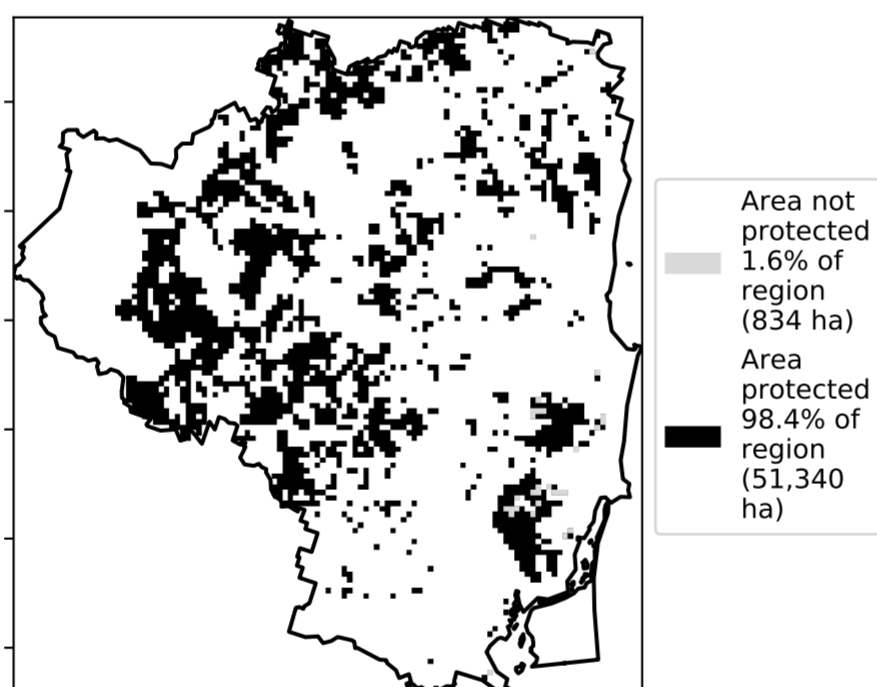 Area not
protected
1.6% of
region
(834 ha)
Area
protected
98.4% of
region
(51,340
ha)